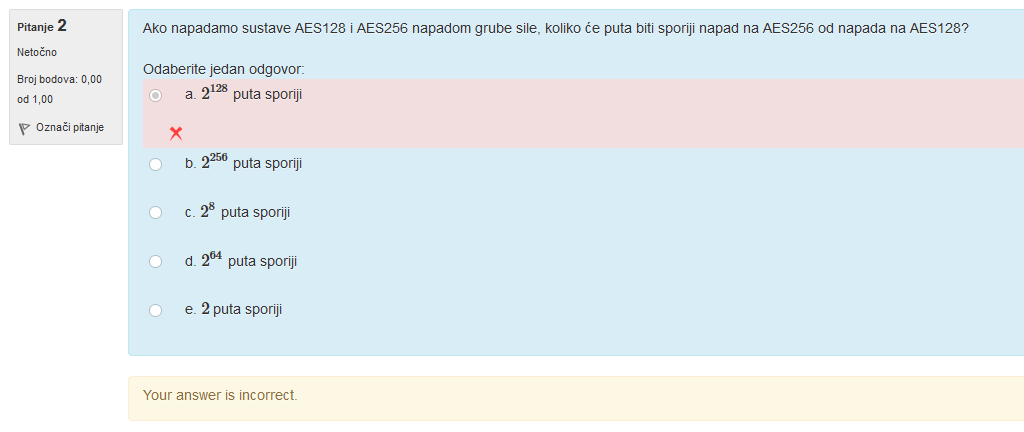 Pitanje 2
Netočno
Broj bodova: 0,00
od 1,00
Označi pitanje
Ako napadamo sustave AES128 i AES256 napadom grube sile, koliko će puta biti sporiji napad na AES256 od napada na AES128?
Odaberite jedan odgovor:
a. 2^128 puta sporiji
b. 2^256 puta sporiji
c. 2^8 puta sporiji
d. 2^64 puta sporiji
e. 2 puta sporiji
Your answer is incorrect.